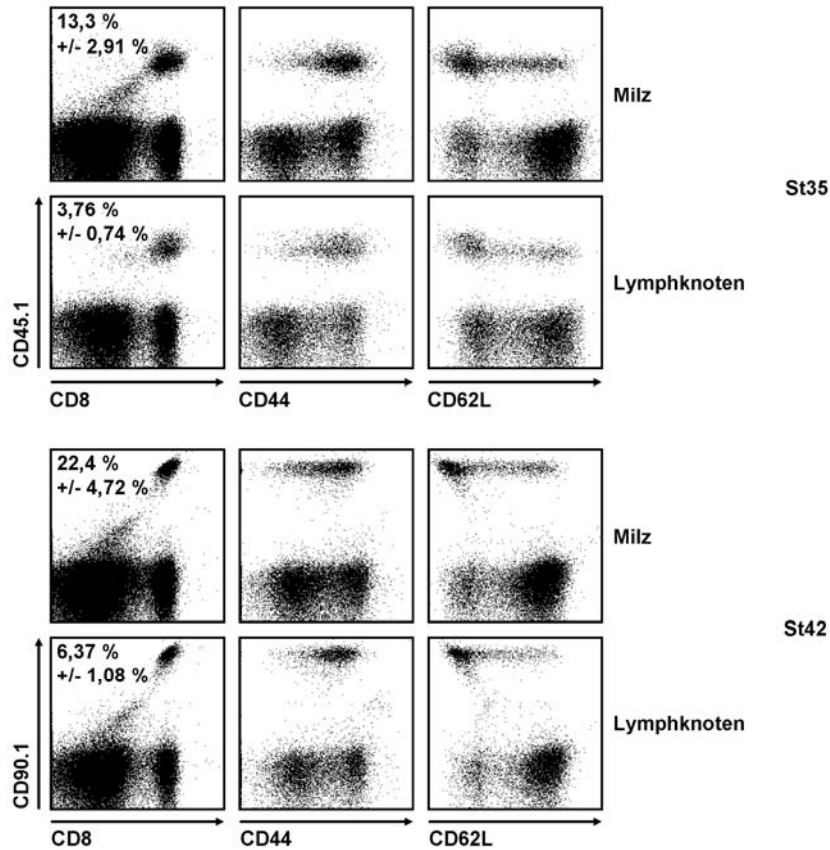 13,3 %
+/- 2,91 %
Milz
St35
3,76 %
+/- 0,74 %
Lymphknoten
CD45.1
CD8
CD44
CD62L
22,4 %
+/- 4,72 %
Milz
St42
6,37 %
+/- 1,08 %
Lymphknoten
CD90.1
CD8
CD44
CD62L